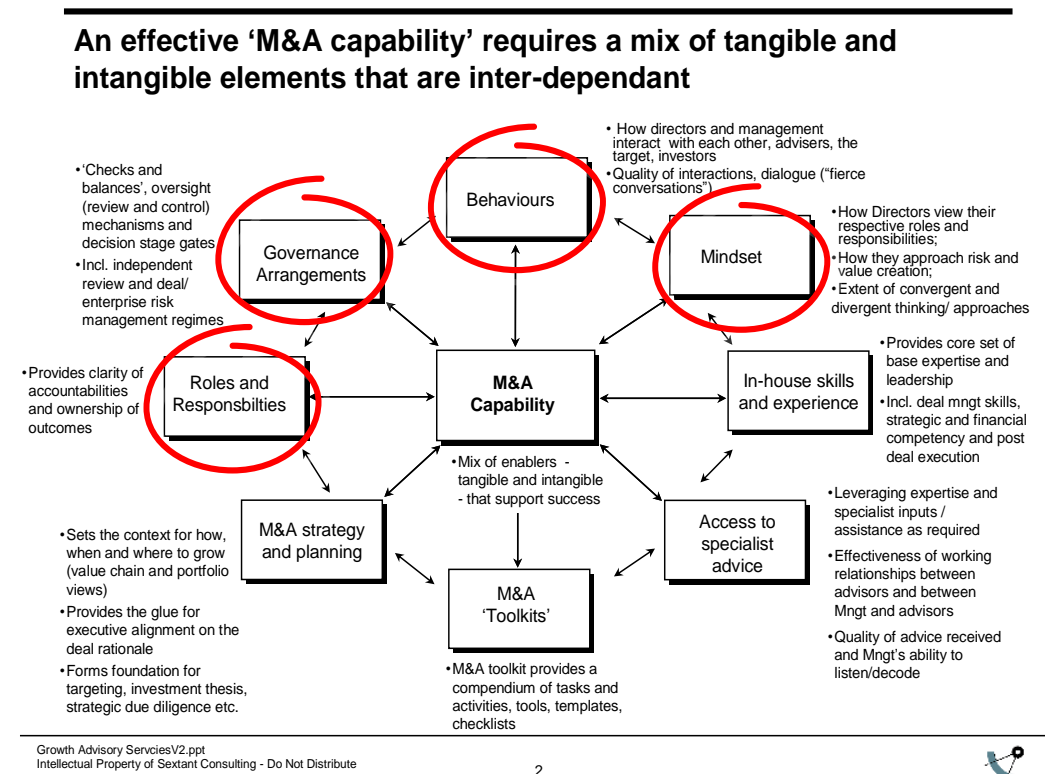 An effective ‘M&A capability’ requires a mix of tangible and
intangible elements that are inter-dependant
• How directors and management
interact with each other, advisers, the
target, investors
•Quality of interactions, dialogue (“fierce
conversations”)
Behaviours
•‘Checks and
balances’, oversight
(review and control)
mechanisms and
decision stage gates
•Incl. independent
review and deal/
enterprise risk
management regimes
Governance
Arrangements
Mindset
•How Directors view their
respective roles and
responsibilities;
•How they approach risk and
value creation;
•Extent of convergent and
divergent thinking/ approaches
•Provides clarity of
accountabilities
and ownership of
outcomes
Roles and
Responsbilties
M&A
Capability
•Mix of enablers -
tangible and intangible
- that support success
In-house skills
and experience
•Provides core set of
base expertise and
leadership
•Incl. deal mngt skills,
strategic and financial
competency and post
deal execution
•Sets the context for how,
when and where to grow
(value chain and portfolio
views)
•Provides the glue for
executive alignment on the
deal rationale
•Forms foundation for
targeting, investment thesis,
strategic due diligence etc.
M&A strategy
and planning
M&A
‘Toolkits’
•M&A toolkit provides a
compendium of tasks and
activities, tools, templates,
checklists
Access to
specialist
advice
•Leveraging expertise and
specialist inputs /
assistance as required
•Effectiveness of working
relationships between
advisors and between
Mngt and advisors
•Quality of advice received
and Mngt’s ability to
listen/decode
Growth Advisory ServciesV2.ppt
Intellectual Property of Sextant Consulting - Do Not Distribute
2